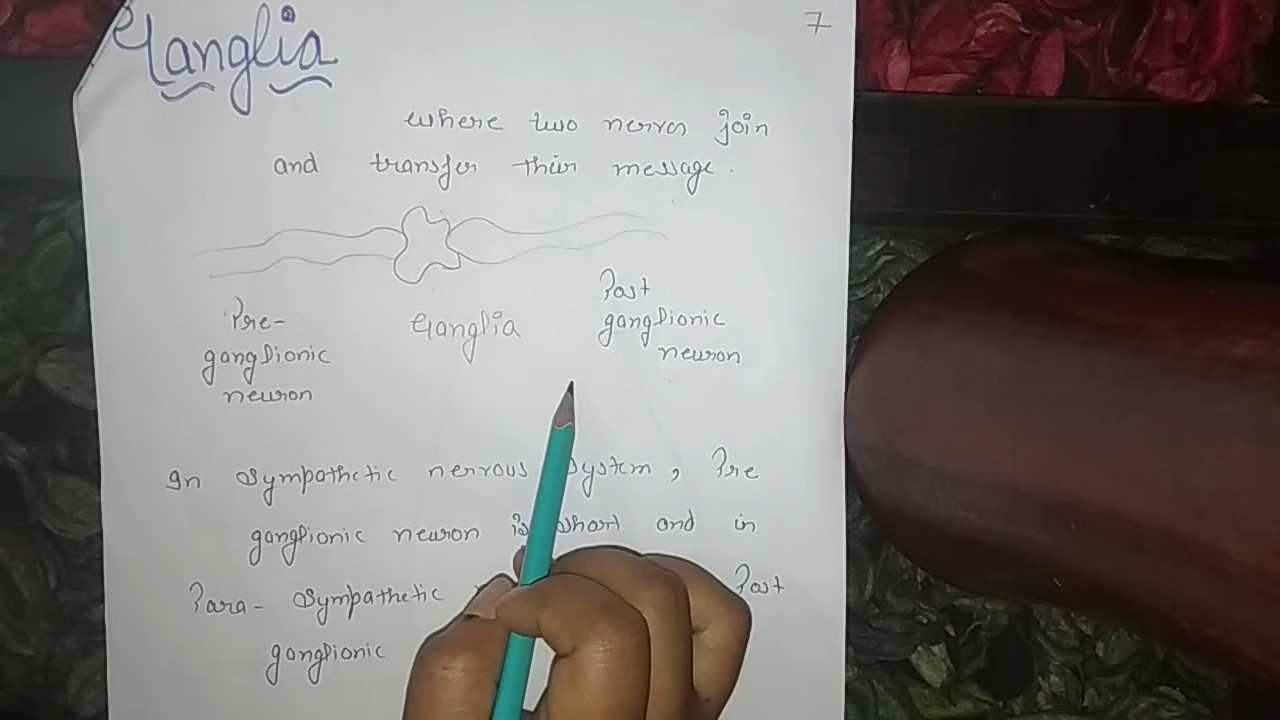 7
Ganglia
where two nerves join
and transfer thir message.
Pre-
ganglionic
neuron
Ganglia
Post
ganglionic
neuron
In Sympathetic nervous System, Pre
ganglionic neuron is short and in
Para- Sympathetic Post
ganglionic